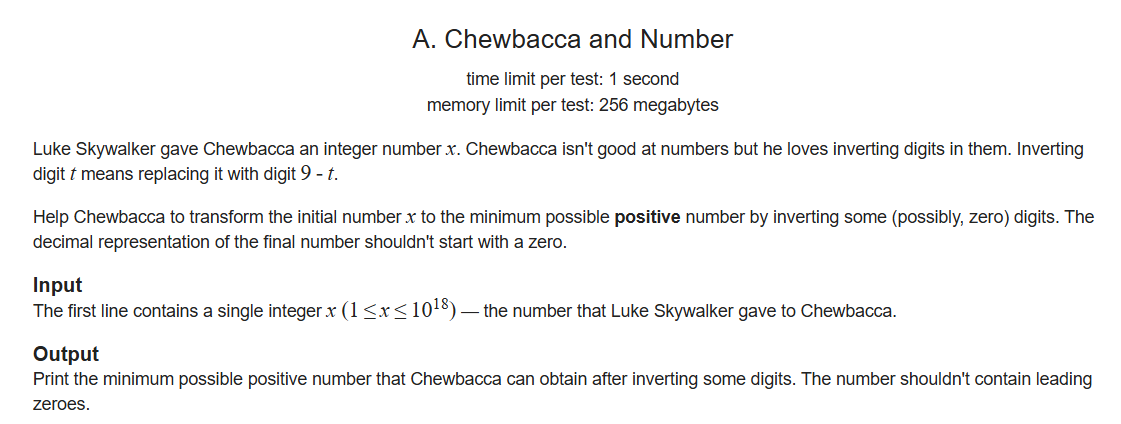 A. Chewbacca and Number
time limit per test: 1 second
memory limit per test: 256 megabytes
Luke Skywalker gave Chewbacca an integer number x. Chewbacca isn't good at numbers but he loves inverting digits in them. Inverting
digit t means replacing it with digit 9 - t.
Help Chewbacca to transform the initial number x to the minimum possible positive number by inverting some (possibly, zero) digits. The
decimal representation of the final number shouldn't start with a zero.
Input
The first line contains a single integer x (1 ≤ x ≤ 10¹⁸) — the number that Luke Skywalker gave to Chewbacca.
Output
Print the minimum possible positive number that Chewbacca can obtain after inverting some digits. The number shouldn't contain leading
zeroes.